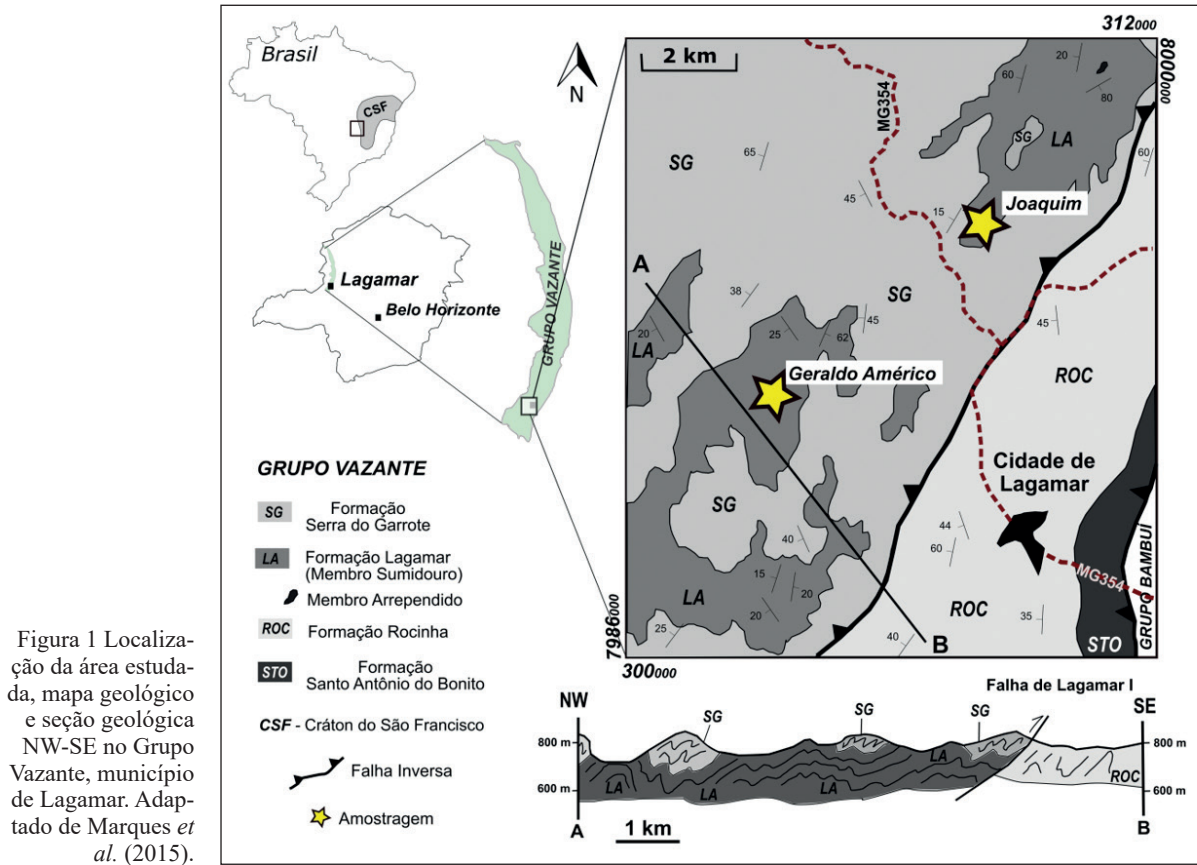 Figura 1 Localiza-
ção da área estuda-
da, mapa geológico
e seção geológica
NW-SE no Grupo
Vazante, município
de Lagamar. Adap-
tado de Marques et
al. (2015).
Brasil
CSF
N
Lagamar
Belo Horizonte
GRUPO VAZANTE
GRUPO VAZANTE
SG Formação
Serra do Garrote
LA Formação Lagamar
(Membro Sumidouro)
Membro Arrependido
ROC Formação Rocinha
STO Formação
Santo Antônio do Bonito
CSF - Cráton do São Francisco
Falha Inversa
Amostragem
312000
8000000
2 km
MG354
20
60
80
SG
LA
SG
65
45
60
15
Joaquim
A
38
SG
45
20
LA
25
62
45
ROC
Geraldo Américo
Cidade de
Lagamar
SG
40
44
60
MG354
15
20
20
LA
ROC
35
25
40
B
STO
GRUPO BAMBUÍ
7986000
300000
Falha de Lagamar I
NW
SG
SG
SG
SE
800 m
800 m
600 m
600 m
LA
LA
LA
LA
ROC
A
1 km
B